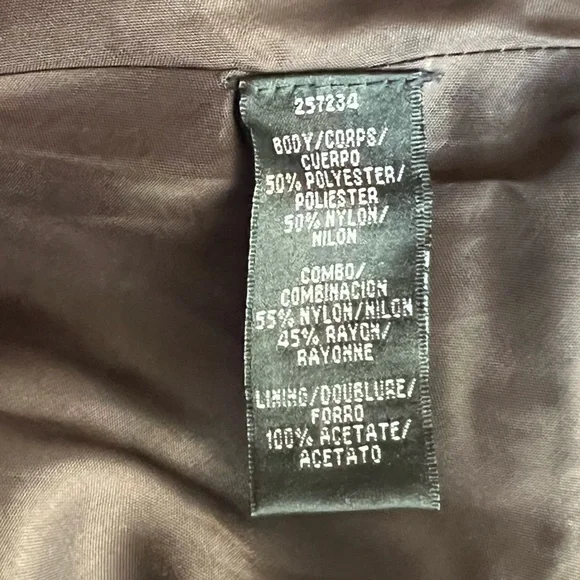 257234
BODY/CORPS/
CUERPO
50% POLYESTER/
POLIESTER
50% NYLON/
NILON
COMBO/
COMBINACION
55% NYLON/NILON
45% RAYON/
RAYONNE
LINING/DOUBLURE/
FORRO
100% ACETATE/
ACETATO